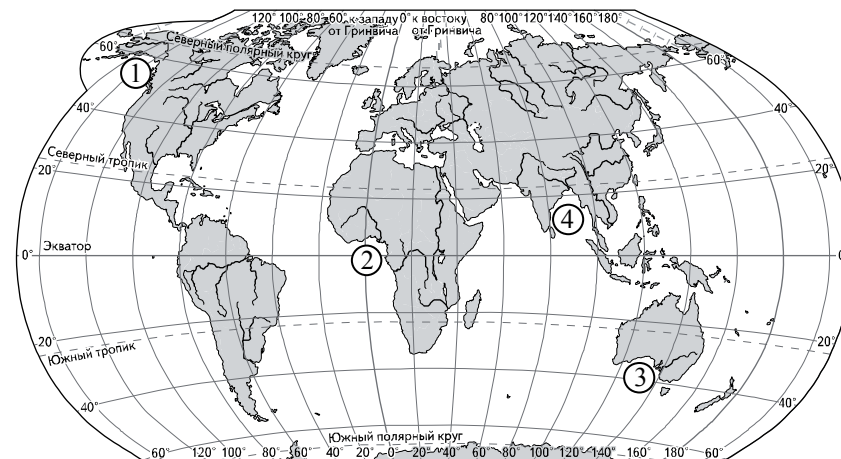 120° 100° 80° 60° к западу 0° к востоку 80° 100° 120° 140° 160° 180°
от Гринвича от Гринвича
Северный полярный круг
60° 60°
1
40° 40°
Северный тропик
20° 20°
4
Экватор
0° 0°
2
20° 20°
Южный тропик
3
40° 40°
Южный полярный круг
60° 120° 100° 80° 60° 40° 20° 0° 20° 40° 60° 80° 100° 120° 140° 160° 180° 60°